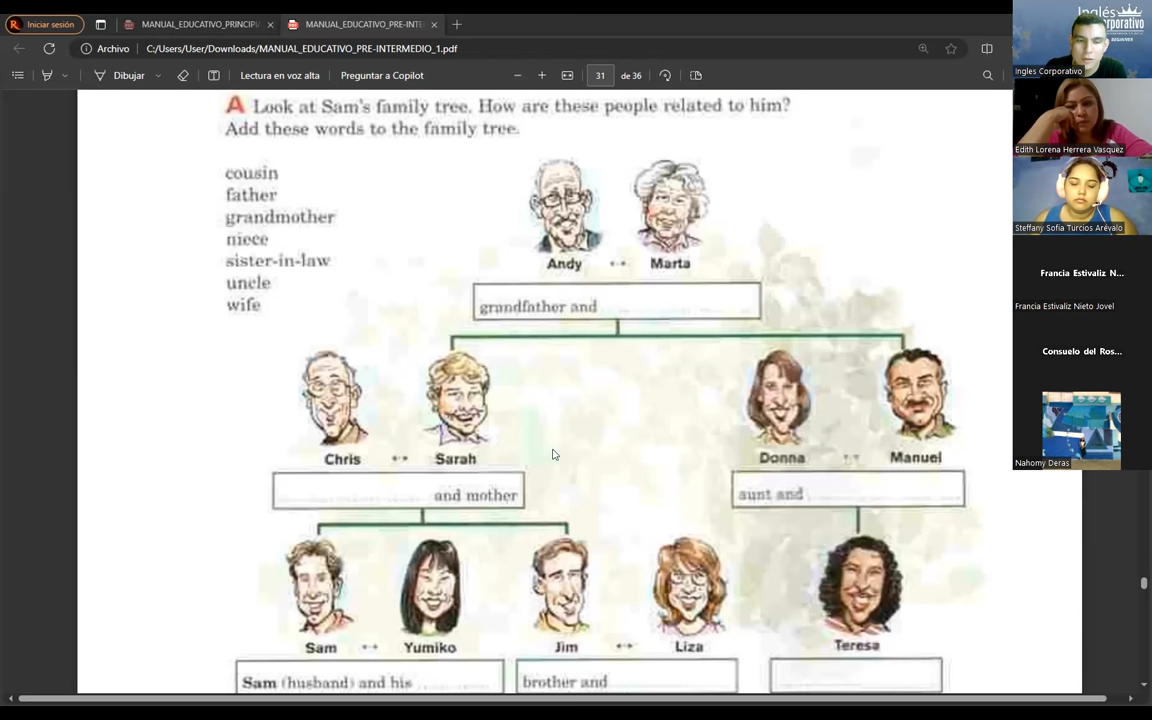 Iniciar sesión
MANUAL_EDUCATIVO_PRINCIPI
MANUAL_EDUCATIVO_PRE-INTE
Archivo
C:/Users/User/Downloads/MANUAL_EDUCATIVO_PRE-INTERMEDIO_1.pdf
Dibujar
Lectura en voz alta
Preguntar a Copilot
31 de 36
A Look at Sam's family tree. How are these people related to him?
Add these words to the family tree.
cousin
father
grandmother
niece
sister-in-law
uncle
wife
Andy
Marta
grandfather and
Chris
Sarah
Donna
Manuel
and mother
aunt and
Sam
Yumiko
Jim
Liza
Teresa
Sam (husband) and his
brother and
Inglés
Corporativo
BEGINNER
Ingles Corporativo
Edith Lorena Herrera Vasquez
Steffany Sofia Turcios Arévalo
Francia Estivaliz N...
Francia Estivaliz Nieto Jovel
Consuelo del Ros...
Nahomy Deras